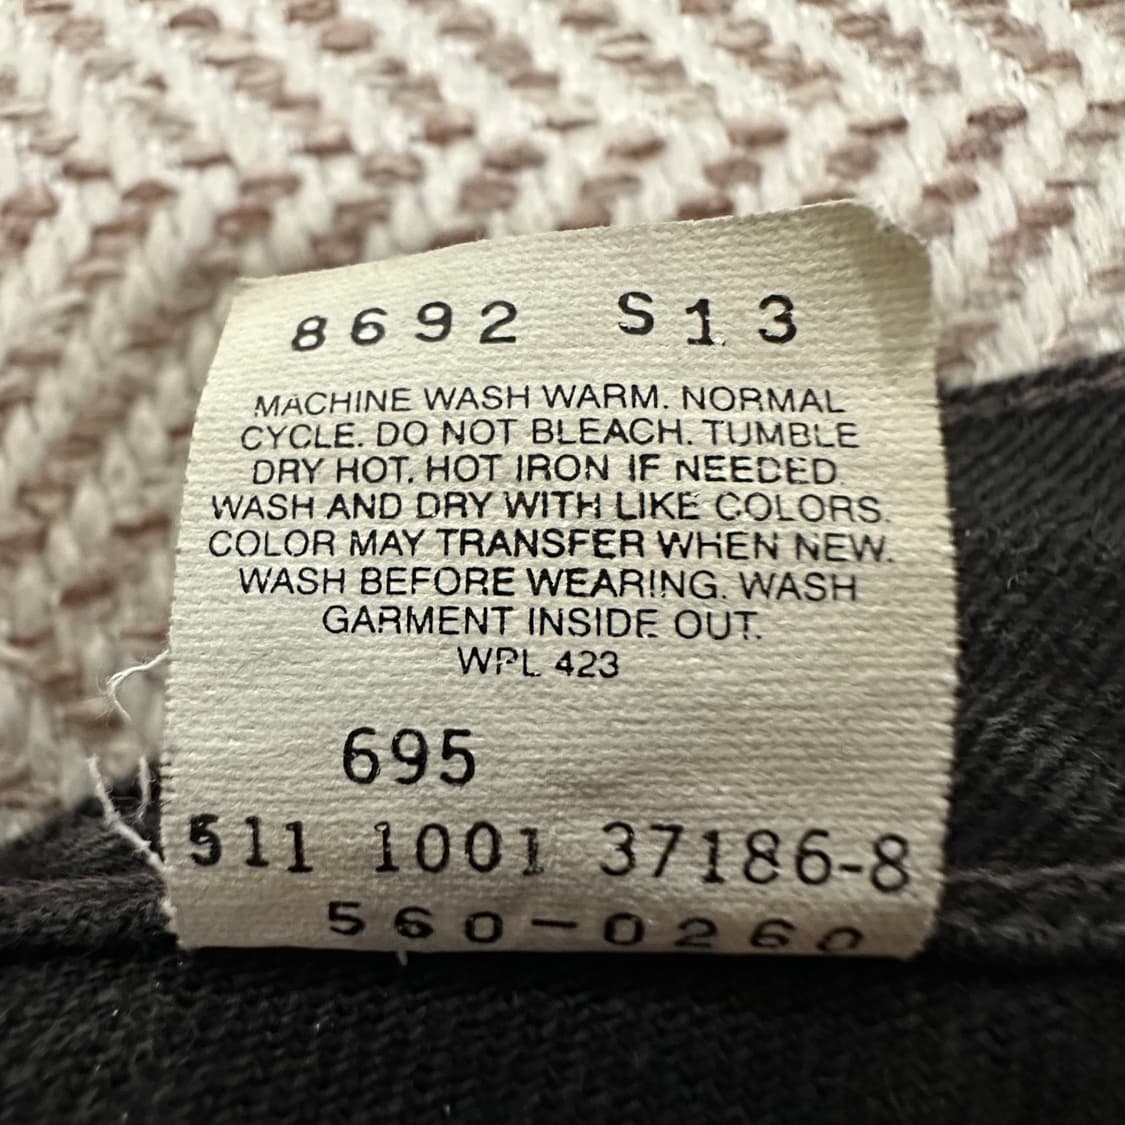 8692 S13
MACHINE WASH WARM. NORMAL
CYCLE. DO NOT BLEACH. TUMBLE
DRY HOT. HOT IRON IF NEEDED.
WASH AND DRY WITH LIKE COLORS.
COLOR MAY TRANSFER WHEN NEW.
WASH BEFORE WEARING. WASH
GARMENT INSIDE OUT.
WPL 423
695
511 1001 37186-8
560-0260